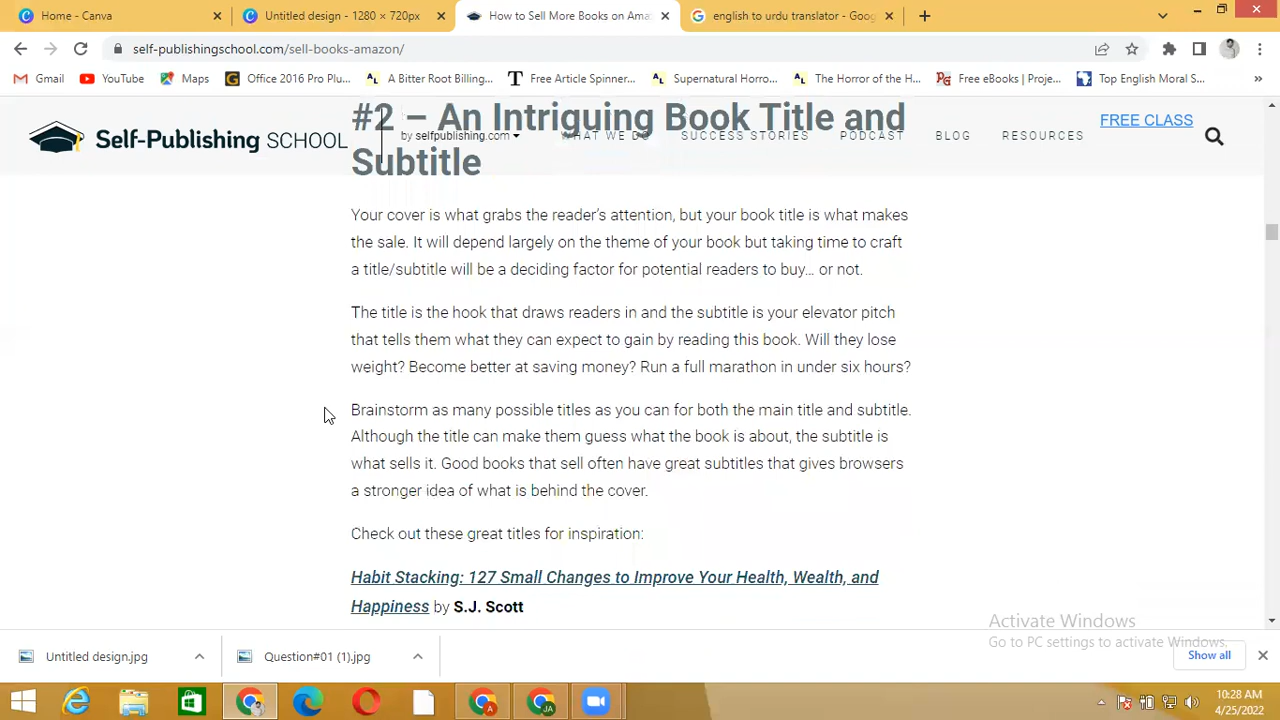 Home - Canva
Untitled design - 1280 × 720px
How to Sell More Books on Ama
english to urdu translator - Goog
self-publishingschool.com/sell-books-amazon/
Gmail
YouTube
Maps
Office 2016 Pro Plu...
A Bitter Root Billing...
Free Article Spinner...
Supernatural Horro...
The Horror of the H...
Free eBooks | Proje...
Top English Moral S...
»
#2 – An Intriguing Book Title and
Subtitle
Self-Publishing SCHOOL
by selfpublishing.com
WHAT WE DO
SUCCESS STORIES
PODCAST
BLOG
RESOURCES
FREE CLASS
Your cover is what grabs the reader's attention, but your book title is what makes
the sale. It will depend largely on the theme of your book but taking time to craft
a title/subtitle will be a deciding factor for potential readers to buy… or not.
The title is the hook that draws readers in and the subtitle is your elevator pitch
that tells them what they can expect to gain by reading this book. Will they lose
weight? Become better at saving money? Run a full marathon in under six hours?
Brainstorm as many possible titles as you can for both the main title and subtitle.
Although the title can make them guess what the book is about, the subtitle is
what sells it. Good books that sell often have great subtitles that gives browsers
a stronger idea of what is behind the cover.
Check out these great titles for inspiration:
Habit Stacking: 127 Small Changes to Improve Your Health, Wealth, and
Happiness by S.J. Scott
Activate Windows
Go to PC settings to activate Windows.
Untitled design.jpg
Question#01 (1).jpg
Show all
10:28 AM
4/25/2022